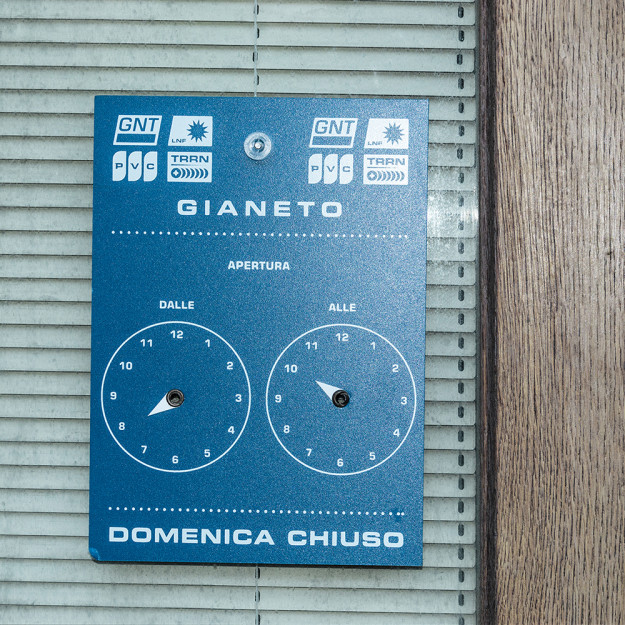 GNT LNF GNT LNF
PVC TRRN PVC TRRN
GIANETO
APERTURA
DALLE ALLE
12 1 2 3 4 5 6 7 8 9 10 11
12 1 2 3 4 5 6 7 8 9 10 11
DOMENICA CHIUSO